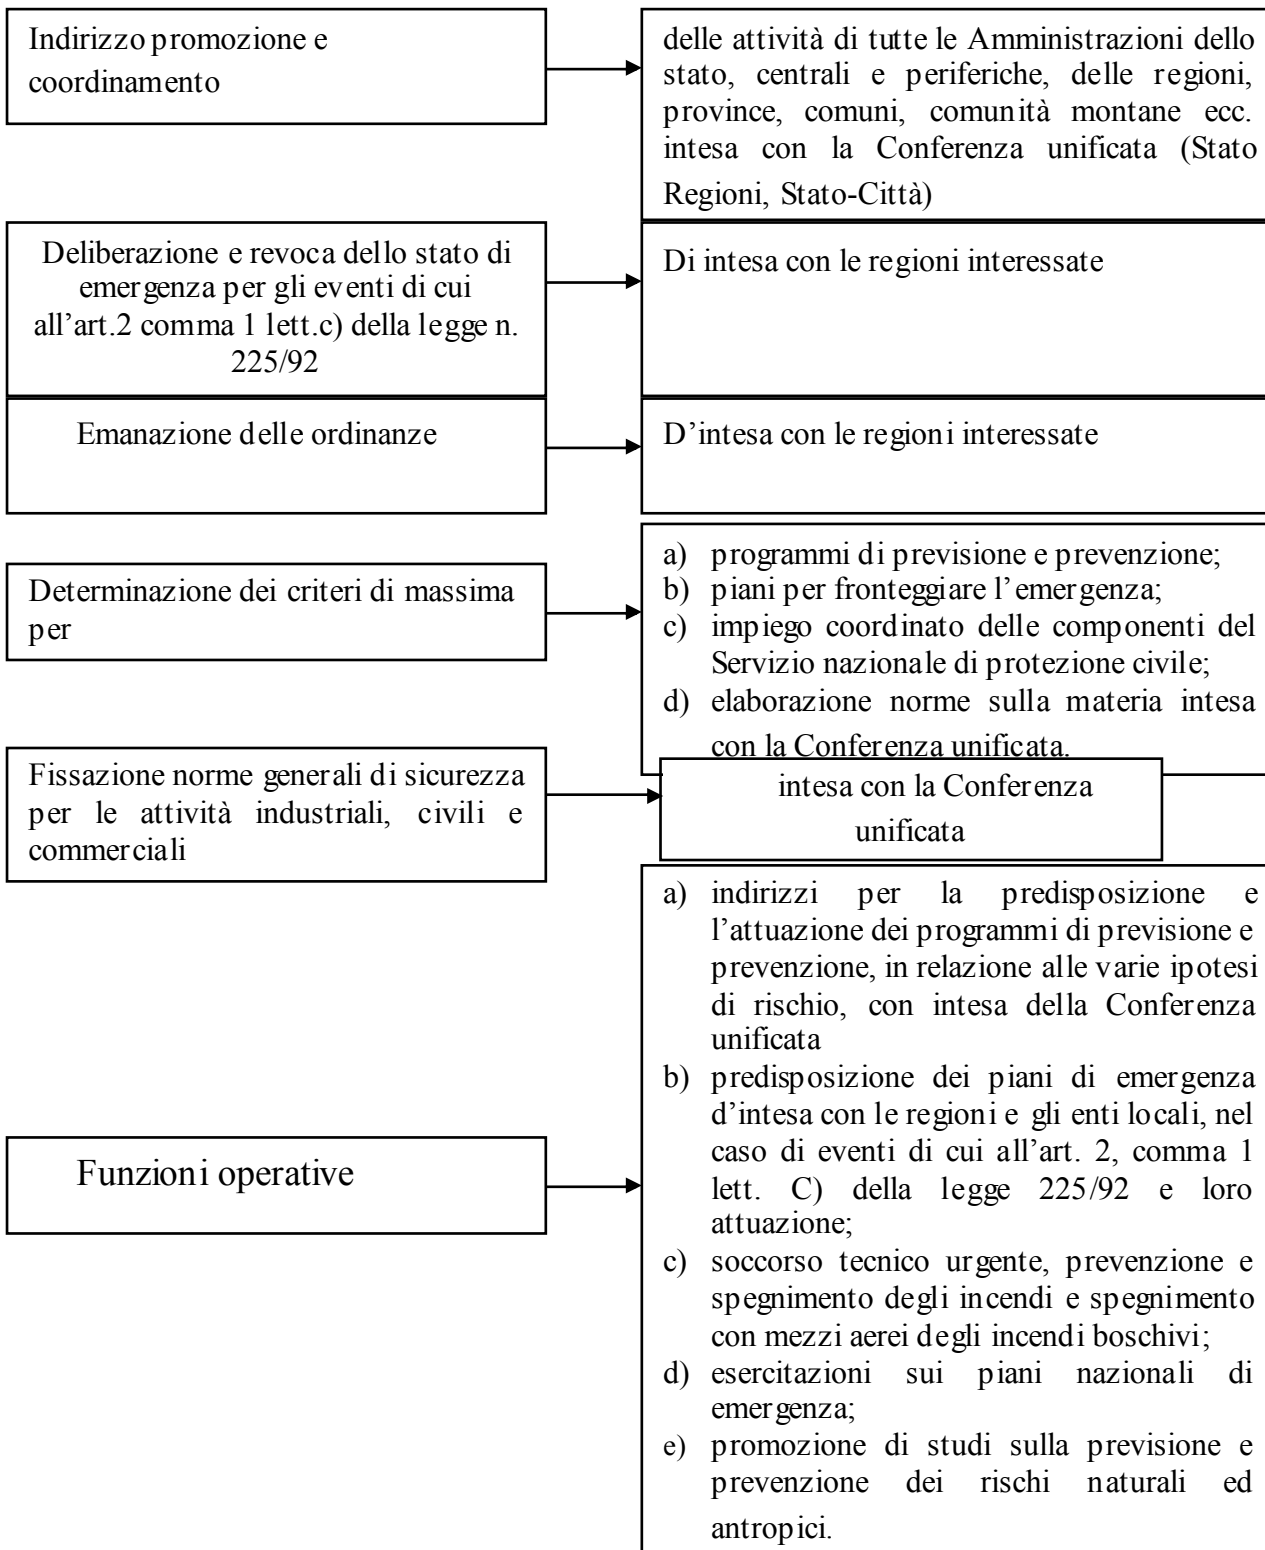 Indirizzo promozione e
coordinamento
delle attività di tutte le Amministrazioni dello
stato, centrali e periferiche, delle regioni,
province, comuni, comunità montane ecc.
intesa con la Conferenza unificata (Stato
Regioni, Stato-Città)
Deliberazione e revoca dello stato di
emergenza per gli eventi di cui
all’art.2 comma 1 lett.c) della legge n.
225/92
Di intesa con le regioni interessate
Emanazione delle ordinanze
D’intesa con le regioni interessate
Determinazione dei criteri di massima
per
a) programmi di previsione e prevenzione;
b) piani per fronteggiare l’emergenza;
c) impiego coordinato delle componenti del
Servizio nazionale di protezione civile;
d) elaborazione norme sulla materia intesa
con la Conferenza unificata.
Fissazione norme generali di sicurezza
per le attività industriali, civili e
commerciali
intesa con la Conferenza
unificata
Funzioni operative
a) indirizzi per la predisposizione e
l’attuazione dei programmi di previsione e
prevenzione, in relazione alle varie ipotesi
di rischio, con intesa della Conferenza
unificata
b) predisposizione dei piani di emergenza
d’intesa con le regioni e gli enti locali, nel
caso di eventi di cui all’art. 2, comma 1
lett. C) della legge 225/92 e loro
attuazione;
c) soccorso tecnico urgente, prevenzione e
spegnimento degli incendi e spegnimento
con mezzi aerei degli incendi boschivi;
d) esercitazioni sui piani nazionali di
emergenza;
e) promozione di studi sulla previsione e
prevenzione dei rischi naturali ed
antropici.